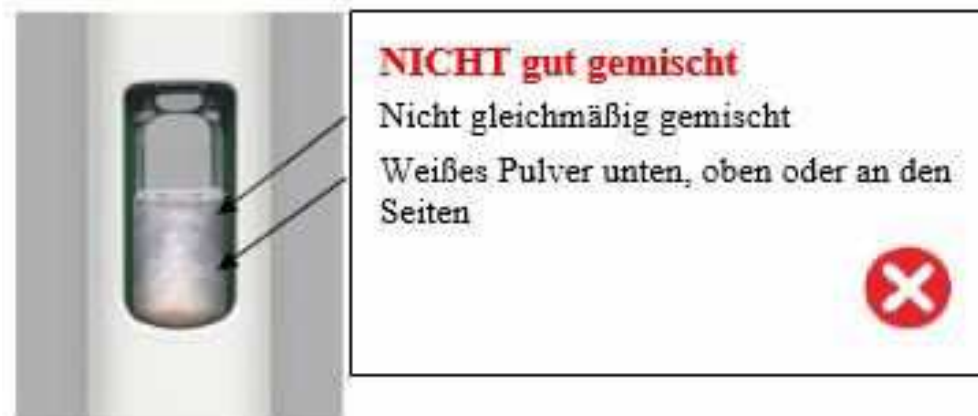 NICHT gut gemischt
Nicht gleichmäßig gemischt
Weißes Pulver unten, oben oder an den
Seiten